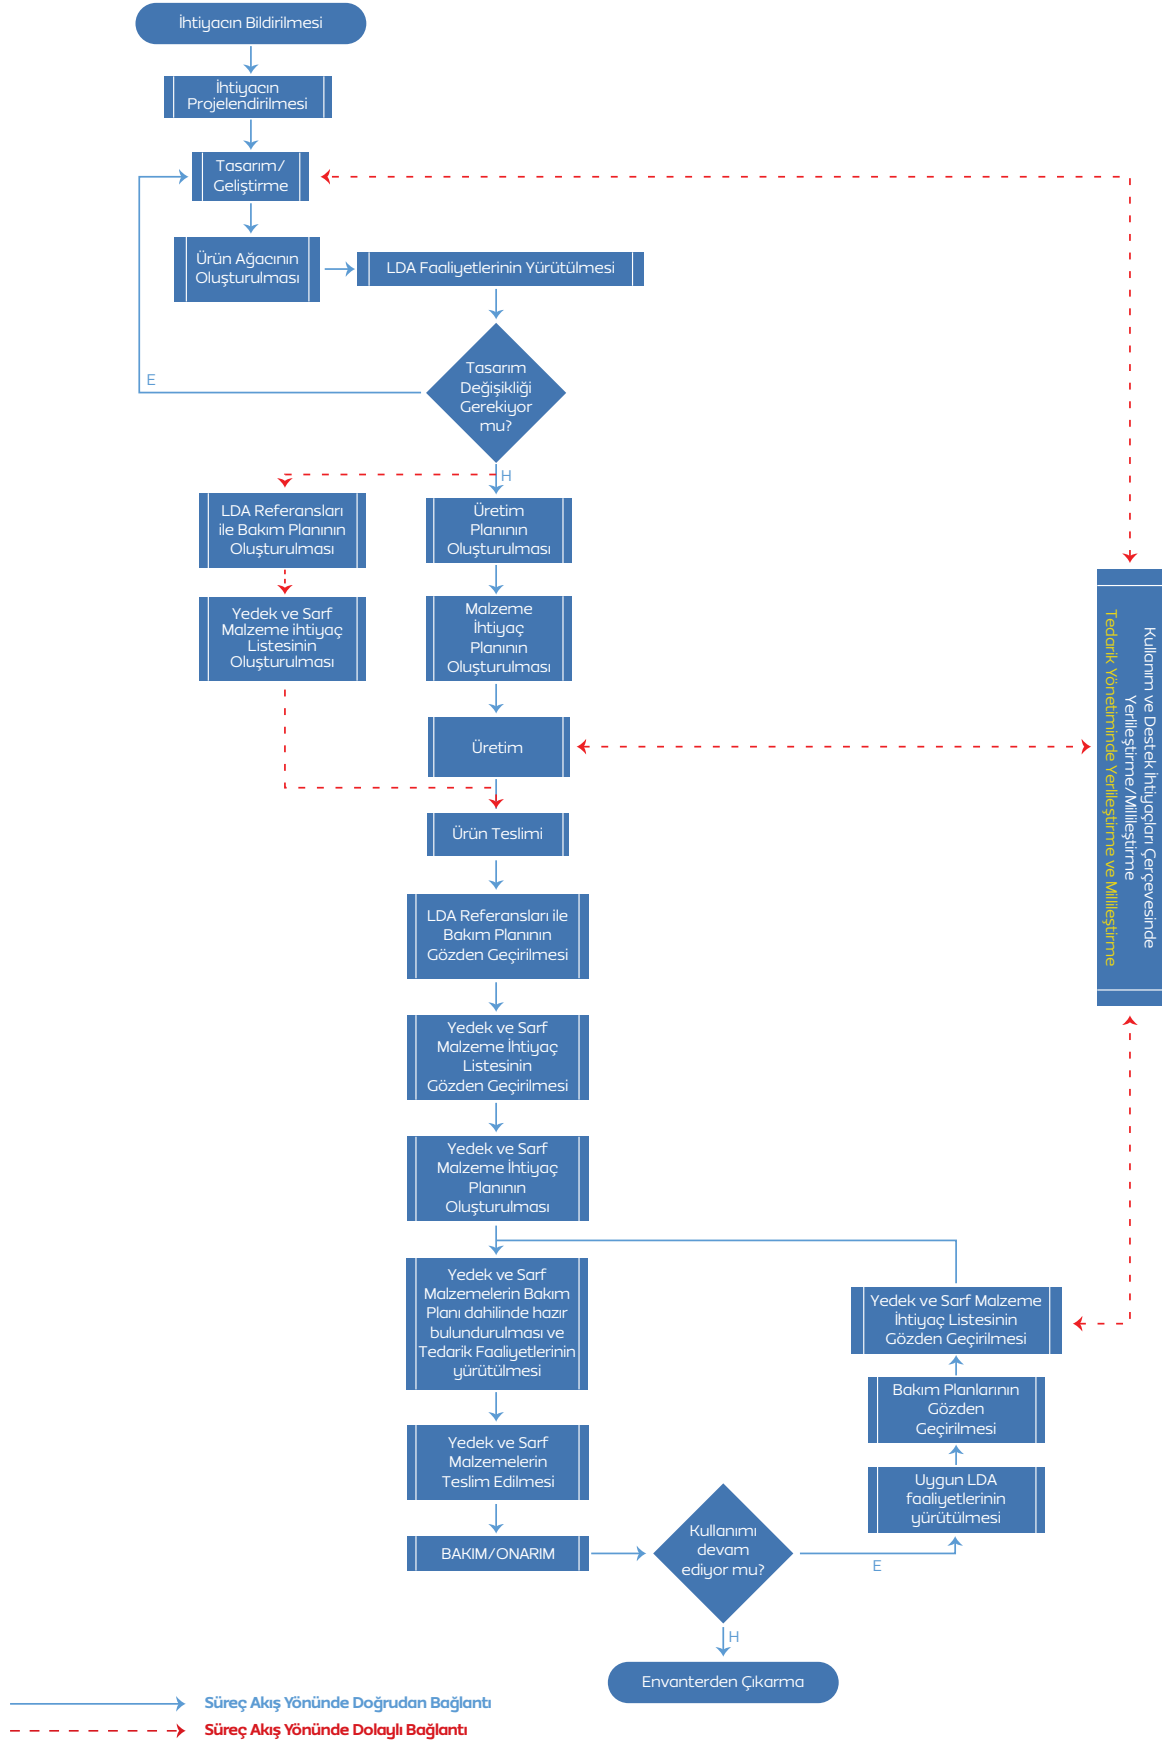 İhtiyacın Bildirilmesi
İhtiyacın
Projelendirilmesi
Tasarım/
Geliştirme
Ürün Ağacının
Oluşturulması
LDA Faaliyetlerinin Yürütülmesi
Tasarım
Değişikliği
Gerekiyor
mu?
E
H
LDA Referansları
ile Bakım Planının
Oluşturulması
Üretim
Planının
Oluşturulması
Yedek ve Sarf
Malzeme ihtiyaç
Listesinin
Oluşturulması
Malzeme
İhtiyaç
Planının
Oluşturulması
Üretim
Kullanım ve Destek İhtiyaçları Çerçevesinde
Yerlileştirme/Millileştirme
Tedarik Yönetiminde Yerlileştirme ve Millileştirme
Ürün Teslimi
LDA Referansları ile
Bakım Planının
Gözden Geçirilmesi
Yedek ve Sarf
Malzeme İhtiyaç
Listesinin
Gözden Geçirilmesi
Yedek ve Sarf
Malzeme İhtiyaç
Planının
Oluşturulması
Yedek ve Sarf
Malzemelerin Bakım
Planı dahilinde hazır
bulundurulması ve
Tedarik Faaliyetlerinin
yürütülmesi
Yedek ve Sarf Malzeme
İhtiyaç Listesinin
Gözden Geçirilmesi
Bakım Planlarının
Gözden
Geçirilmesi
Yedek ve Sarf
Malzemelerin
Teslim Edilmesi
Uygun LDA
faaliyetlerinin
yürütülmesi
BAKIM/ONARIM
Kullanımı
devam
ediyor mu?
E
H
Envanterden Çıkarma
Süreç Akış Yönünde Doğrudan Bağlantı
Süreç Akış Yönünde Dolaylı Bağlantı